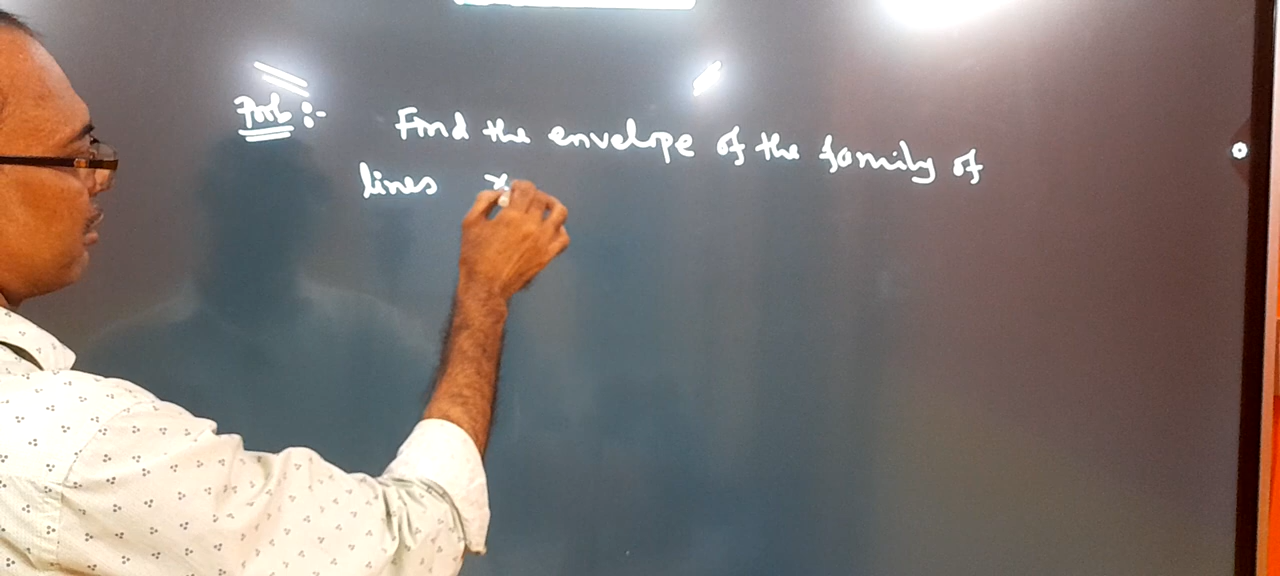 Prob :-
Find the envelope of the family of
lines x